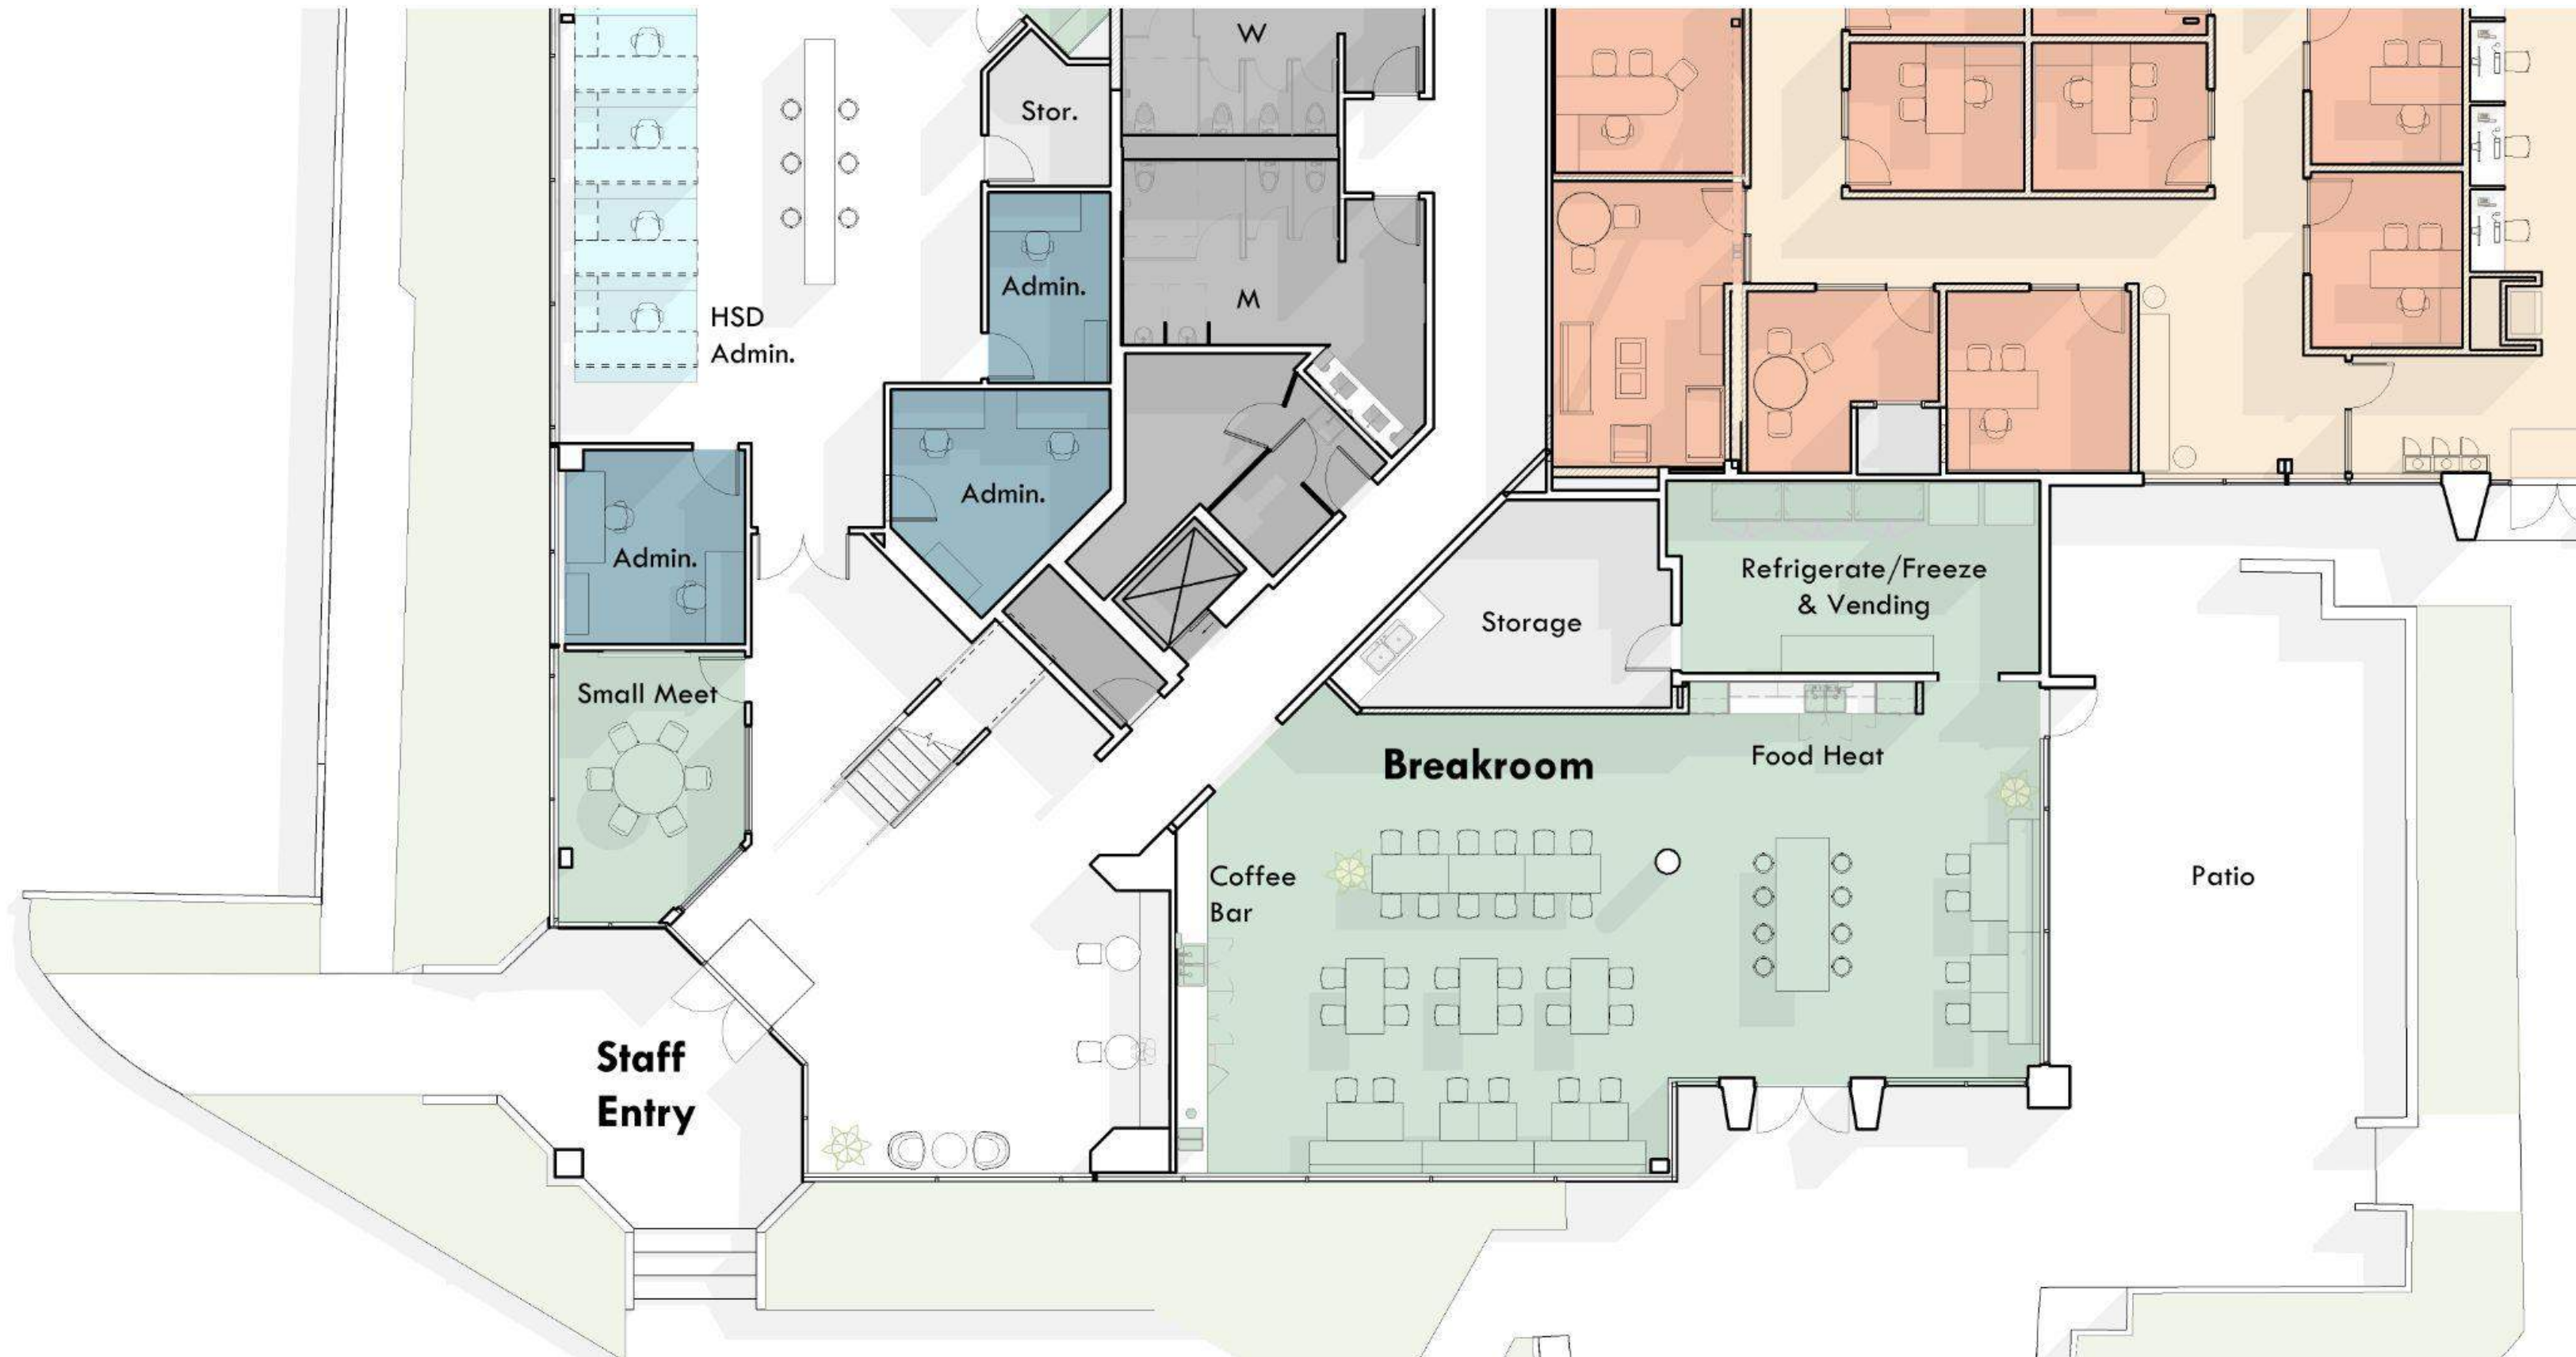 W
Stor.
Admin.
M
HSD
Admin.
Admin.
Admin.
Refrigerate/Freeze
& Vending
Storage
Small Meet
Breakroom
Food Heat
Coffee
Bar
Patio
Staff
Entry